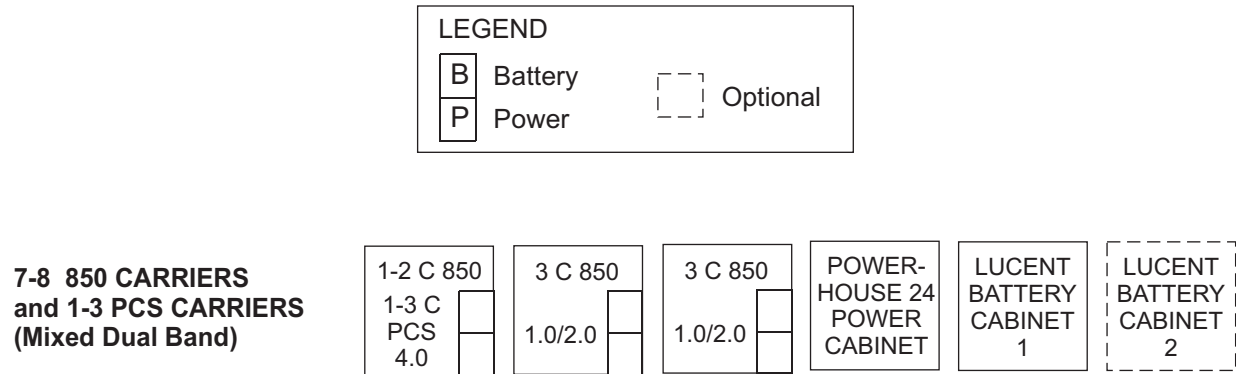 LEGEND
B Battery
P Power
Optional
7-8 850 CARRIERS
and 1-3 PCS CARRIERS
(Mixed Dual Band)
1-2 C 850
1-3 C
PCS
4.0
3 C 850
1.0/2.0
3 C 850
1.0/2.0
POWER-
HOUSE 24
POWER
CABINET
LUCENT
BATTERY
CABINET
1
LUCENT
BATTERY
CABINET
2